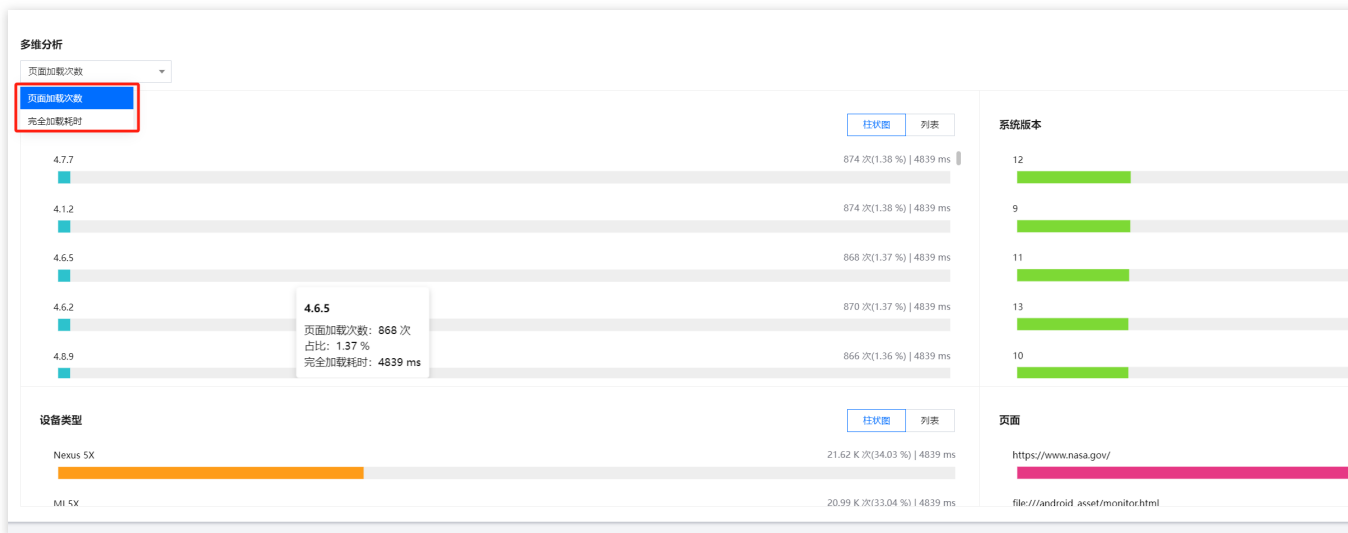 多维分析
页面加载次数
页面加载次数
完全加载耗时
柱状图 列表
4.7.7 874 次(1.38 %) | 4839 ms
4.1.2 874 次(1.38 %) | 4839 ms
4.6.5 868 次(1.37 %) | 4839 ms
4.6.2 870 次(1.37 %) | 4839 ms
4.8.9 866 次(1.36 %) | 4839 ms
4.6.5
页面加载次数: 868 次
占比: 1.37 %
完全加载耗时: 4839 ms
系统版本
12
9
11
13
10
设备类型 柱状图 列表
Nexus 5X 21.62 K 次(34.03 %) | 4839 ms
MI 5X 20.99 K 次(33.04 %) | 4839 ms
页面
https://www.nasa.gov/
file:///android_asset/monitor.html